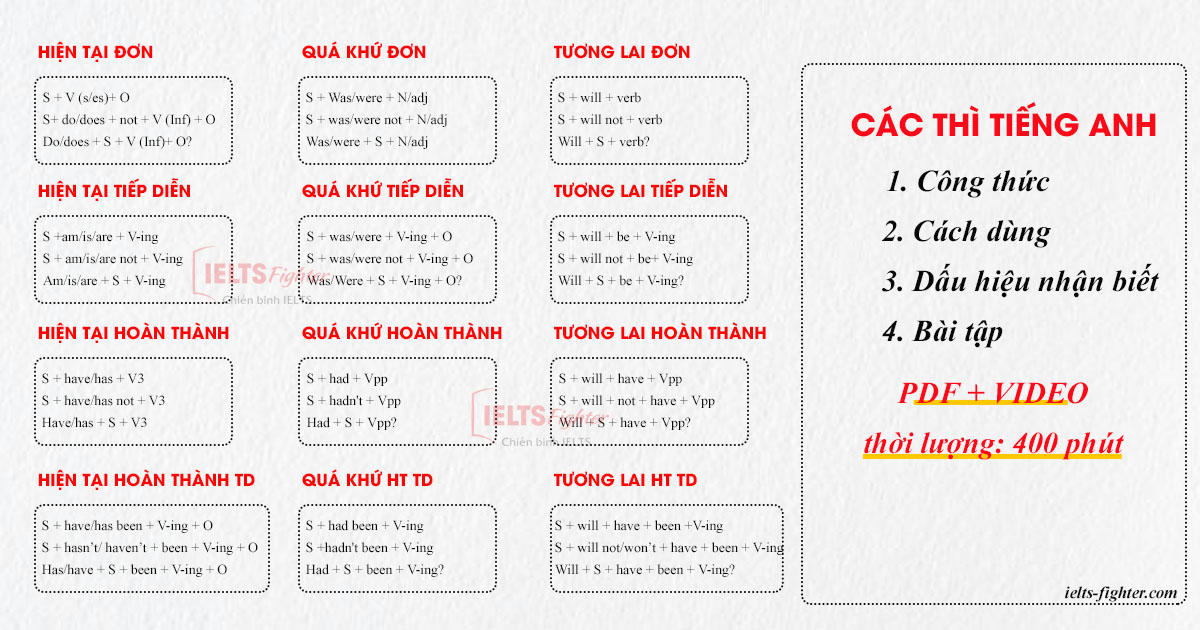 HIỆN TẠI ĐƠN
S + V (s/es)+ O
S+ do/does + not + V (Inf) + O
Do/does + S + V (Inf)+ O?
QUÁ KHỨ ĐƠN
S + Was/were + N/adj
S + was/were not + N/adj
Was/were + S + N/adj
TƯƠNG LAI ĐƠN
S + will + verb
S + will not + verb
Will + S + verb?
HIỆN TẠI TIẾP DIỄN
S +am/is/are + V-ing
S + am/is/are not + V-ing
Am/is/are + S + V-ing
QUÁ KHỨ TIẾP DIỄN
S + was/were + V-ing + O
S + was/were not + V-ing + O
Was/Were + S + V-ing + O?
TƯƠNG LAI TIẾP DIỄN
S + will + be + V-ing
S + will not + be+ V-ing
Will + S + be + V-ing?
IELTS Fighter
Chiến binh IELTS
HIỆN TẠI HOÀN THÀNH
S + have/has + V3
S + have/has not + V3
Have/has + S + V3
QUÁ KHỨ HOÀN THÀNH
S + had + Vpp
S + hadn't + Vpp
Had + S + Vpp?
TƯƠNG LAI HOÀN THÀNH
S + will + have + Vpp
S + will + not + have + Vpp
Will + S + have + Vpp?
IELTS Fighter
Chiến binh IELTS
HIỆN TẠI HOÀN THÀNH TD
S + have/has been + V-ing + O
S + hasn't/ haven't + been + V-ing + O
Has/have + S + been + V-ing + O
QUÁ KHỨ HT TD
S + had been + V-ing
S +hadn't been + V-ing
Had + S + been + V-ing?
TƯƠNG LAI HT TD
S + will + have + been +V-ing
S + will not/won't + have + been + V-ing
Will + S + have + been + V-ing?
CÁC THÌ TIẾNG ANH
1. Công thức
2. Cách dùng
3. Dấu hiệu nhận biết
4. Bài tập
PDF + VIDEO
thời lượng: 400 phút
ielts-fighter.com